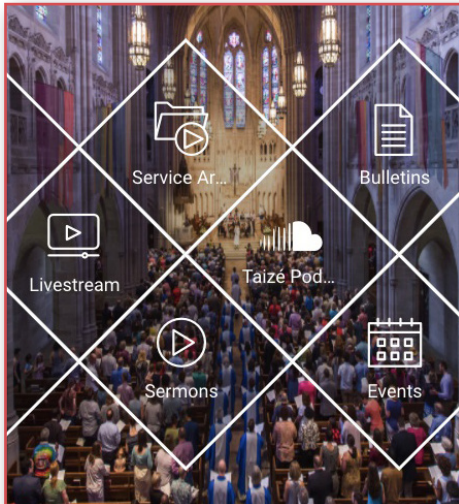 Service Ar...
Bulletins
Livestream
Taizé Pod...
Sermons
Events